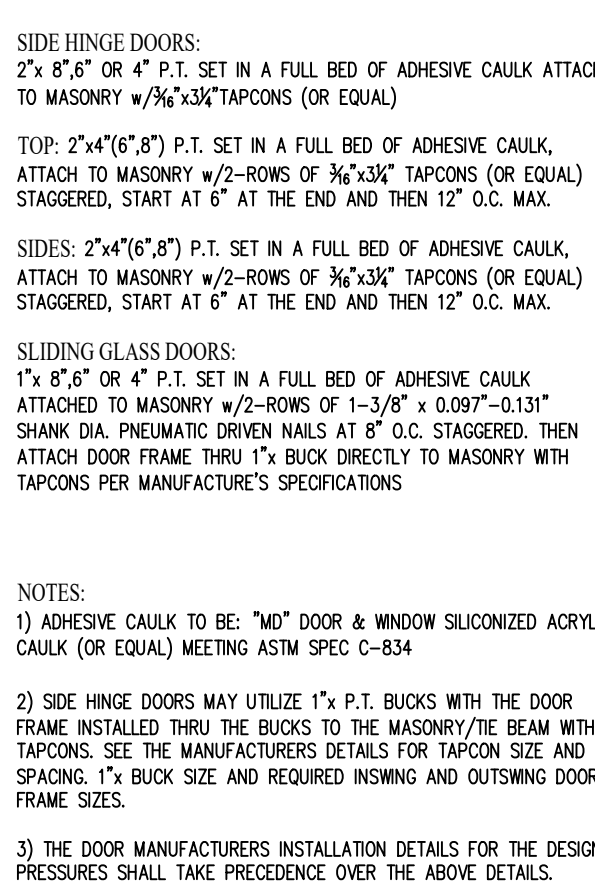 SIDE HINGE DOORS:
2"x 8",6" OR 4" P.T. SET IN A FULL BED OF ADHESIVE CAULK
TO MASONRY w/3/16"x31/4"TAPCONS (OR EQUAL)
TOP: 2"x4"(6",8") P.T. SET IN A FULL BED OF ADHESIVE CAULK,
ATTACH TO MASONRY w/2-ROWS OF 3/16"x31/4" TAPCONS (OR EQUAL)
STAGGERED, START AT 6" AT THE END AND THEN 12" O.C. MAX.
SIDES: 2"x4"(6",8") P.T. SET IN A FULL BED OF ADHESIVE CAULK,
ATTACH TO MASONRY w/2-ROWS OF 3/16"x31/4" TAPCONS (OR EQUAL)
STAGGERED, START AT 6" AT THE END AND THEN 12" O.C. MAX.
SLIDING GLASS DOORS:
1"x 8",6" OR 4" P.T. SET IN A FULL BED OF ADHESIVE CAULK
ATTACHED TO MASONRY w/2-ROWS OF 1-3/8" x 0.097"-0.131"
SHANK DIA. PNEUMATIC DRIVEN NAILS AT 8" O.C. STAGGERED. THEN
ATTACH DOOR FRAME THRU 1"x BUCK DIRECTLY TO MASONRY WITH
TAPCONS PER MANUFACTURE'S SPECIFICATIONS
NOTES:
1) ADHESIVE CAULK TO BE: "MD" DOOR & WINDOW SILICONIZED
CAULK (OR EQUAL) MEETING ASTM SPEC C-834
2) SIDE HINGE DOORS MAY UTILIZE 1"x P.T. BUCKS WITH THE DOOR
FRAME INSTALLED THRU THE BUCKS TO THE MASONRY/TIE BEAM WITH
TAPCONS. SEE THE MANUFACTURERS DETAILS FOR TAPCON SIZE AND
SPACING. 1"x BUCK SIZE AND REQUIRED INSWING AND OUTSWING DOOR
FRAME SIZES.
3) THE DOOR MANUFACTURERS INSTALLATION DETAILS FOR THE
PRESSURES SHALL TAKE PRECEDENCE OVER THE ABOVE DETAILS.